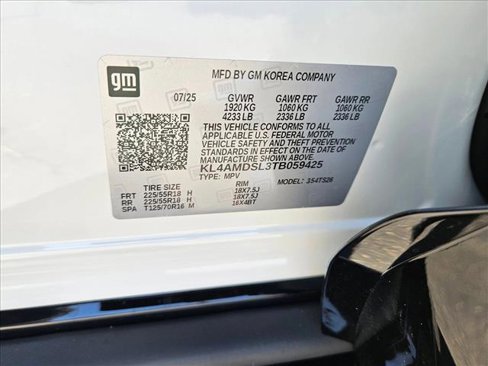 gm
MFD BY GM KOREA COMPANY
07/25 GVWR GAWR FRT GAWR RR
1920 KG 1060 KG 1060 KG
4233 LB 2336 LB 2336 LB
THIS VEHICLE CONFORMS TO ALL
APPLICABLE U.S. FEDERAL MOTOR
VEHICLE SAFETY, BUMPER, AND THEFT
PREVENTION STANDARDS IN EFFECT ON
THE DATE OF MANUFACTURE SHOWN ABOVE.
KL4AMDSL3TB059425
TYPE: MPV MODEL: 354TS26
TIRE SIZE RIM
FRT 225/55R18 H 18X7.5J
RR 225/55R18 H 18X7.5J
SPA T125/70R16 M 16X4BT